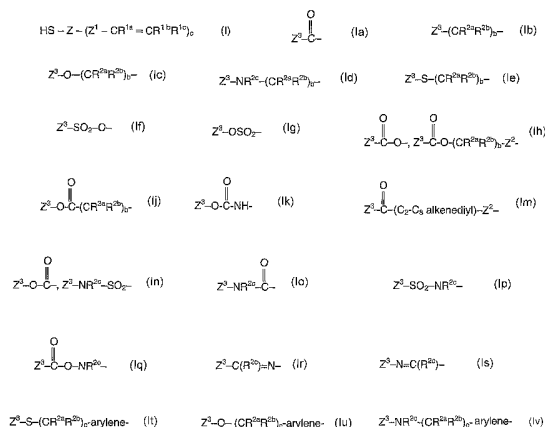 HS–Z–(Z¹–CR¹ᵃ=CR¹ᵇR¹ᶜ)c (I)
Z³–C(=O)– (Ia)
Z³–(CR²ᵃR²ᵇ)b– (Ib)
Z³–O–(CR²ᵃR²ᵇ)b– (Ic)
Z³–NR²ᶜ–(CR²ᵃR²ᵇ)b– (Id)
Z³–S–(CR²ᵃR²ᵇ)b– (Ie)
Z³–SO₂–O– (If)
Z³–OSO₂– (Ig)
Z³–C(=O)–O–, Z³–C(=O)–O–(CR²ᵃR²ᵇ)b–Z²– (Ih)
Z³–O–C(=O)–(CR²ᵃR²ᵇ)b– (Ij)
Z³–O–C(=O)–NH– (Ik)
Z³–C(=O)–(C₂-C₈ alkenediyl)–Z²– (Im)
Z³–O–C(=O)–, Z³–NR²ᶜ–SO₂– (In)
Z³–NR²ᶜ–C(=O)– (Io)
Z³–SO₂–NR²ᶜ– (Ip)
Z³–C(=O)–O–NR²ᶜ– (Iq)
Z³–C(R²ᶜ)=N– (Ir)
Z³–N=C(R²ᶜ)– (Is)
Z³–S–(CR²ᵃR²ᵇ)c-arylene- (It)
Z³–O–(CR²ᵃR²ᵇ)c-arylene- (Iu)
Z³–NR²ᶜ–(CR²ᵃR²ᵇ)c-arylene- (Iv)